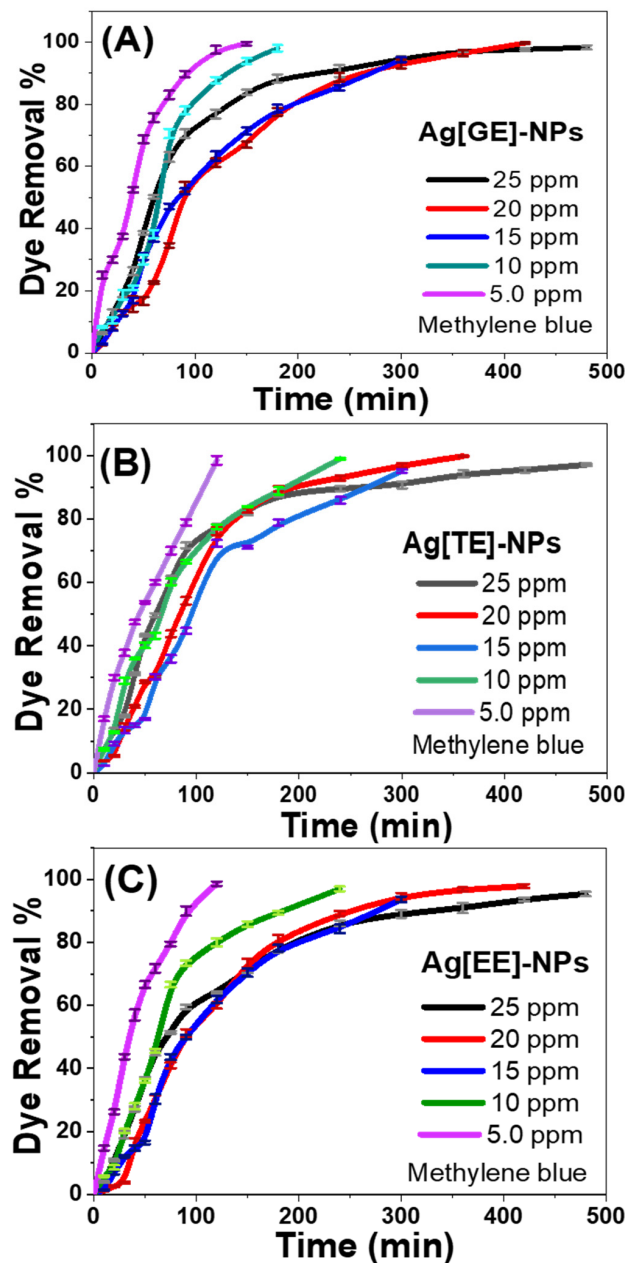 (A)
Dye Removal %
100
80
60
40
20
0
Ag[GE]-NPs
25 ppm
20 ppm
15 ppm
10 ppm
5.0 ppm
Methylene blue
0 100 200 300 400 500
Time (min)
(B)
Dye Removal %
100
80
60
40
20
0
Ag[TE]-NPs
25 ppm
20 ppm
15 ppm
10 ppm
5.0 ppm
Methylene blue
0 100 200 300 400 500
Time (min)
(C)
Dye Removal %
100
80
60
40
20
0
Ag[EE]-NPs
25 ppm
20 ppm
15 ppm
10 ppm
5.0 ppm
Methylene blue
0 100 200 300 400 500
Time (min)